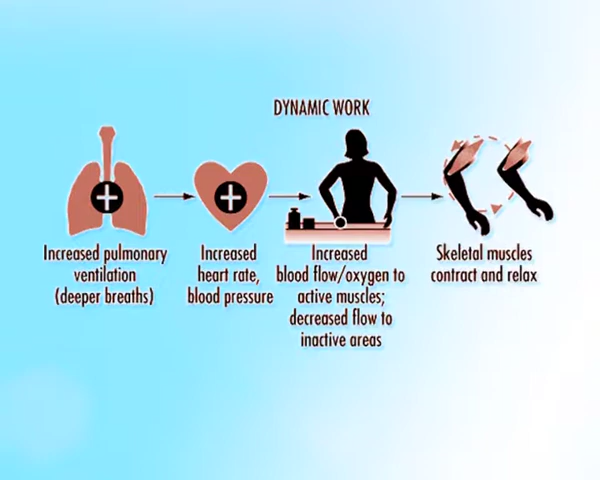 DYNAMIC WORK
Increased pulmonary
ventilation
(deeper breaths)
Increased
heart rate,
blood pressure
Increased
blood flow/oxygen to
active muscles;
decreased flow to
inactive areas
Skeletal muscles
contract and relax